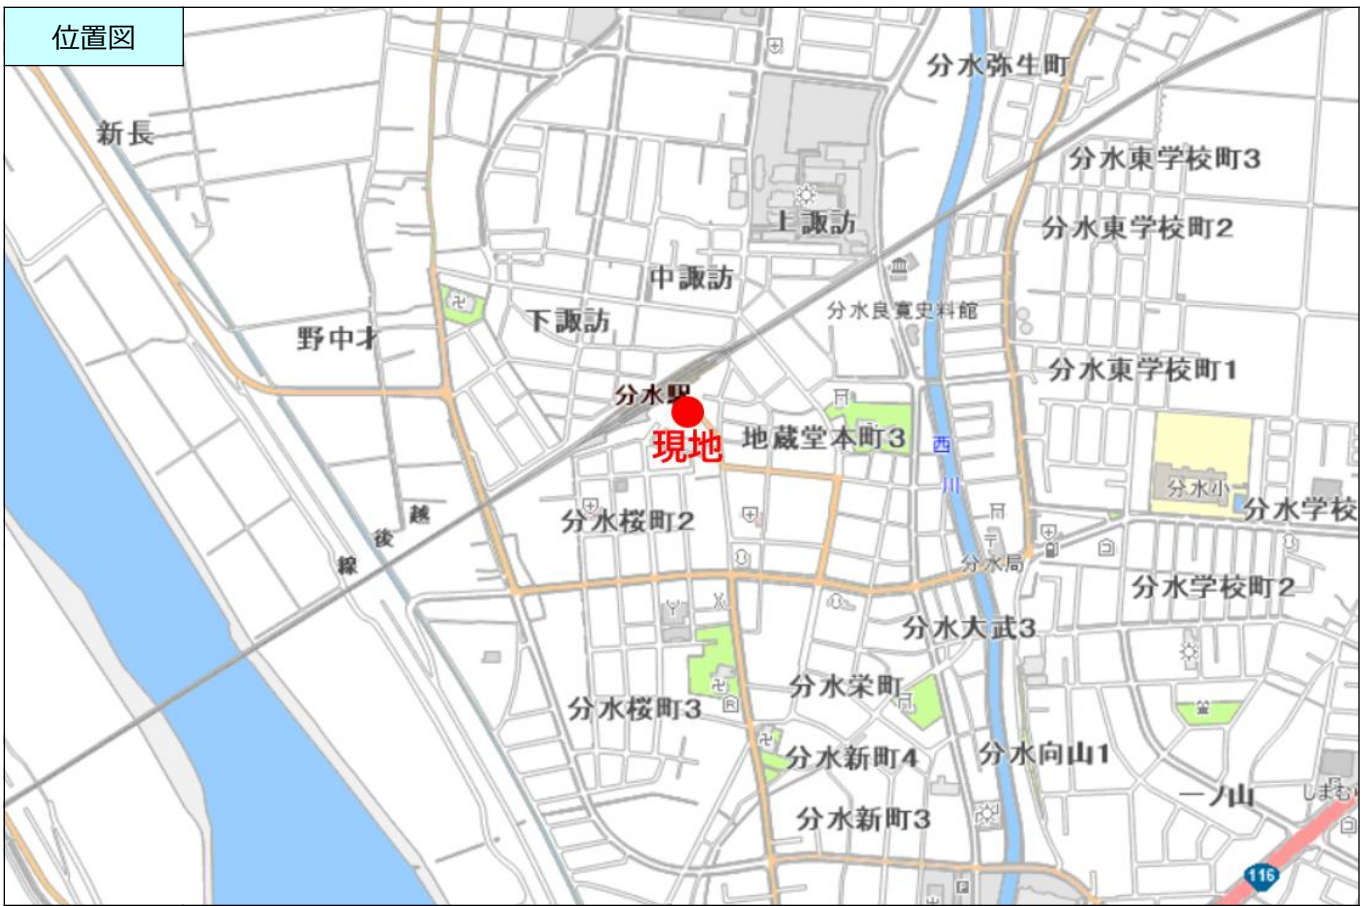 位置図
分水弥生町
新長
分水東学校町3
上諏訪
分水東学校町2
中諏訪
分水良寛史料館
下諏訪
野中才
分水東学校町1
分水駅
現地
地蔵堂本町3
西
川
分水小
分水学校
分水桜町2
越
後
線
分水局
分水学校町2
分水大武3
分水栄町
分水桜町3
分水新町4
分水向山1
一ノ山
しまむ
分水新町3
116